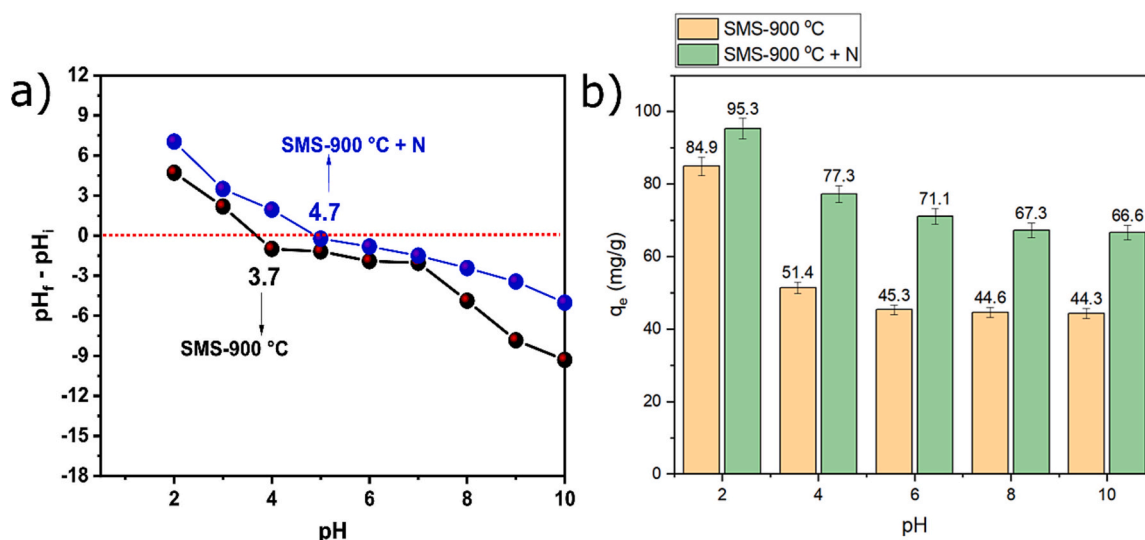 a)
12
9
6
3
0
-3
-6
-9
-12
-15
-18
pHf - pHi
SMS-900 °C + N
4.7
3.7
SMS-900 °C
2 4 6 8 10
pH
SMS-900 °C
SMS-900 °C + N
b)
100
80
60
40
20
0
qe (mg/g)
84.9
95.3
51.4
77.3
45.3
71.1
44.6
67.3
44.3
66.6
2 4 6 8 10
pH